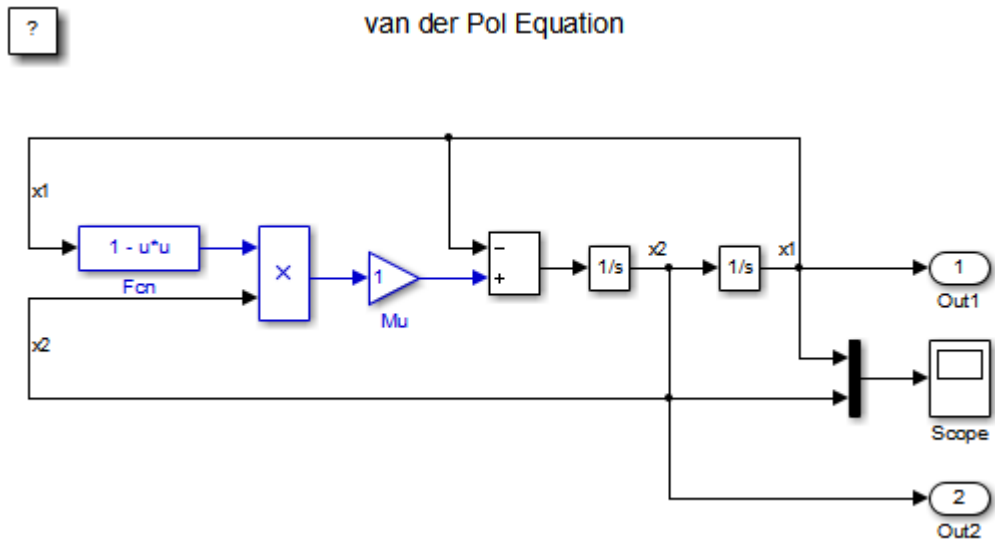 ?
van der Pol Equation
x1
1 - u*u
Fcn
×
1
Mu
−
+
1/s
x2
1/s
x1
1
Out1
x2
Scope
2
Out2